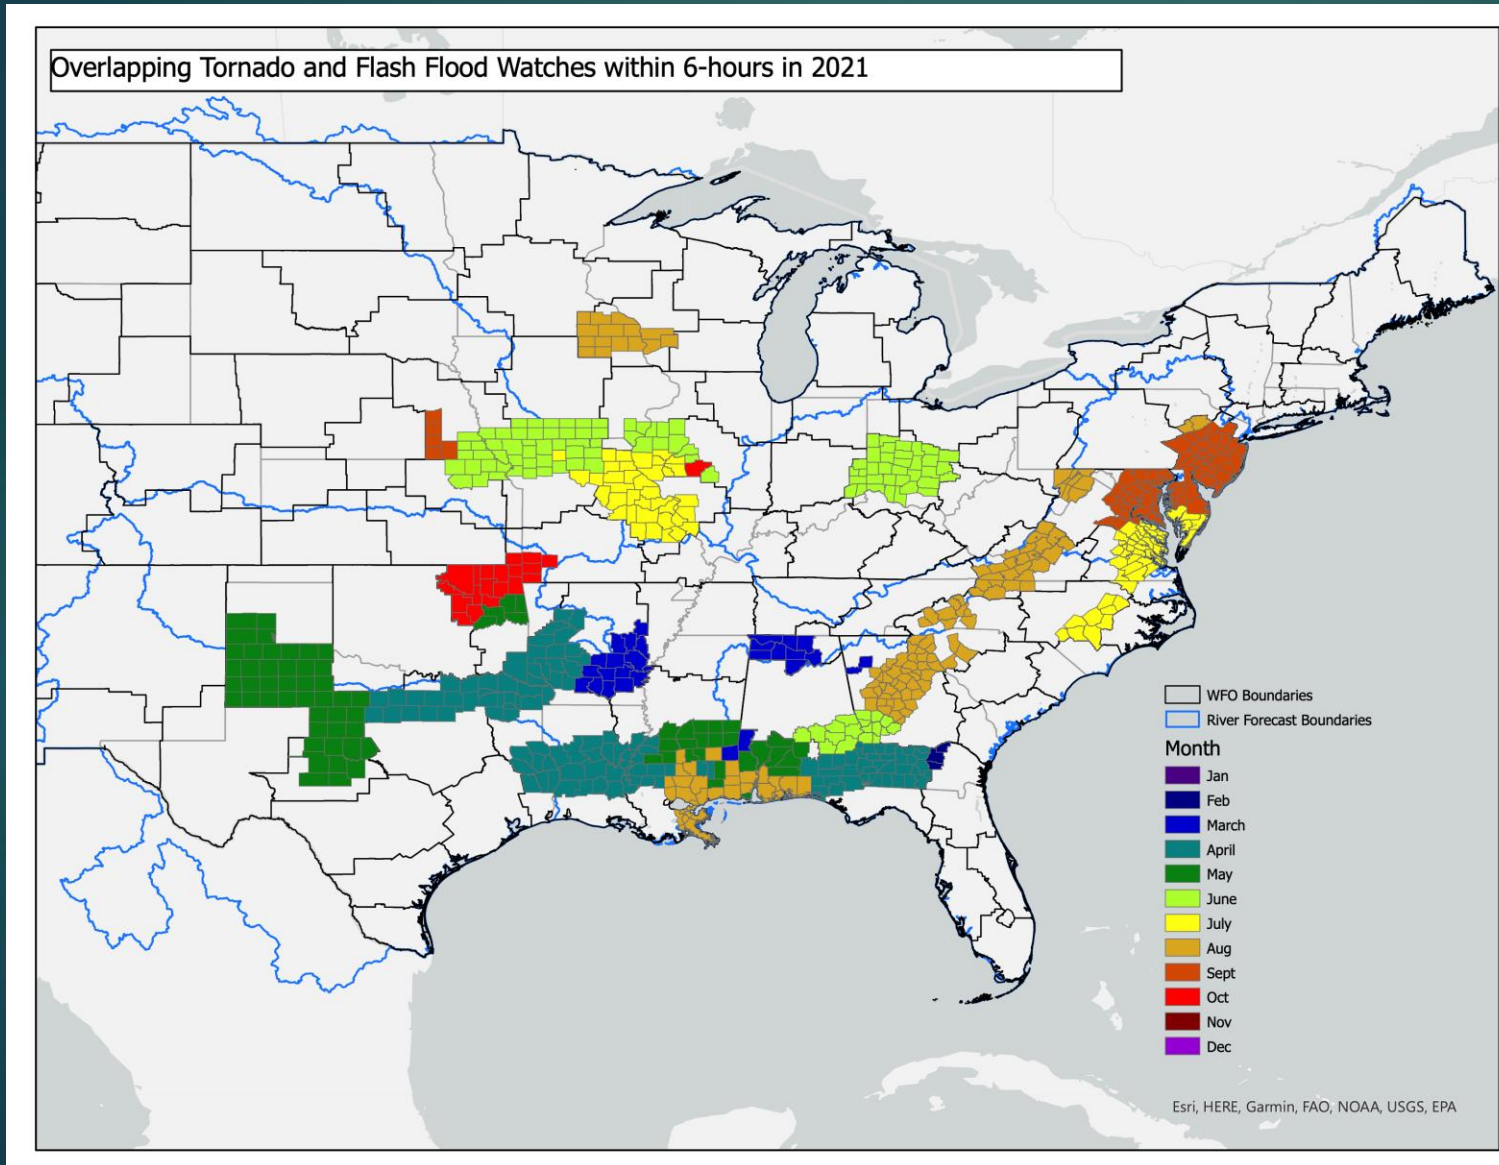 Overlapping Tornado and Flash Flood Watches within 6-hours in 2021
WFO Boundaries
River Forecast Boundaries
Month
Jan
Feb
March
April
May
June
July
Aug
Sept
Oct
Nov
Dec
Esri, HERE, Garmin, FAO, NOAA, USGS, EPA